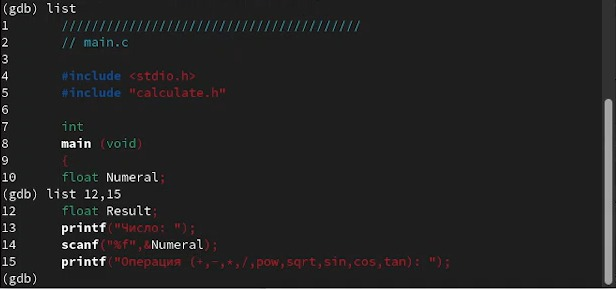 (gdb) list
1 ////////////////////////////////////////
2 // main.c
3
4 #include <stdio.h>
5 #include "calculate.h"
6
7 int
8 main (void)
9 {
10 float Numeral;
(gdb) list 12,15
12 float Result;
13 printf("Число: ");
14 scanf("%f",&Numeral);
15 printf("Операция (+,-,*,/,pow,sqrt,sin,cos,tan): ");
(gdb)